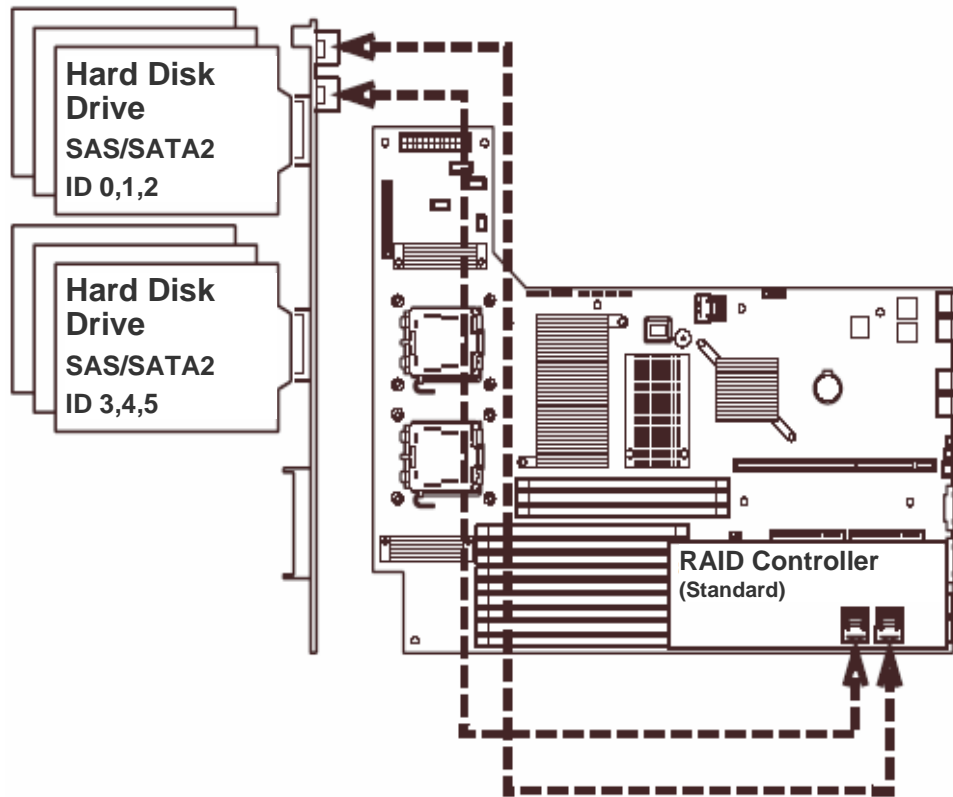 Hard Disk
Drive
SAS/SATA2
ID 0,1,2
Hard Disk
Drive
SAS/SATA2
ID 3,4,5
RAID Controller
(Standard)